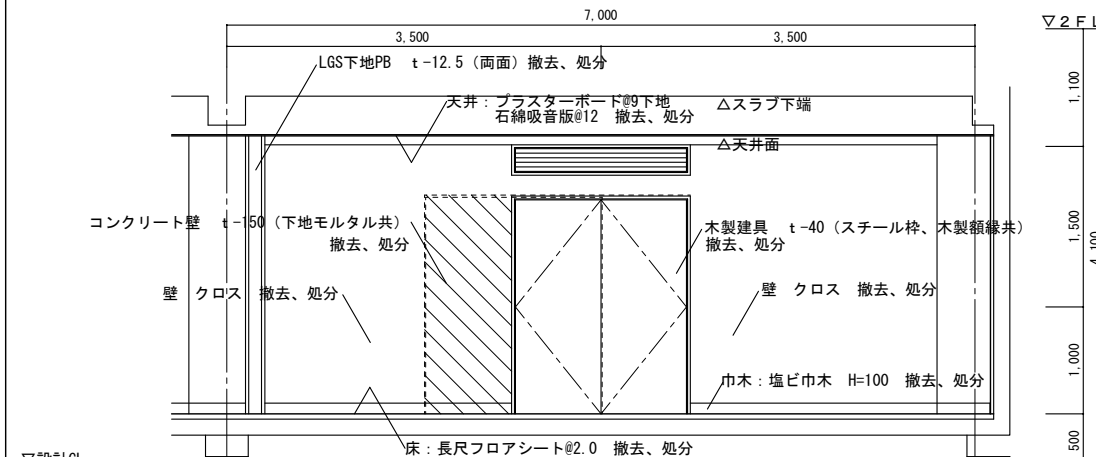 7,000
▽2FL
3,500
3,500
LGS下地PB t-12.5（両面）撤去、処分
1,100
天井：プラスターボード@9下地
石綿吸音版@12 撤去、処分
△スラブ下端
△天井面
コンクリート壁 t-150（下地モルタル共）
撤去、処分
木製建具 t-40（スチール枠、木製額縁共）
撤去、処分
1,500
4,100
壁 クロス 撤去、処分
壁 クロス 撤去、処分
1,000
巾木：塩ビ巾木 H=100 撤去、処分
床：長尺フロアシート@2.0 撤去、処分
500
▽設計GL